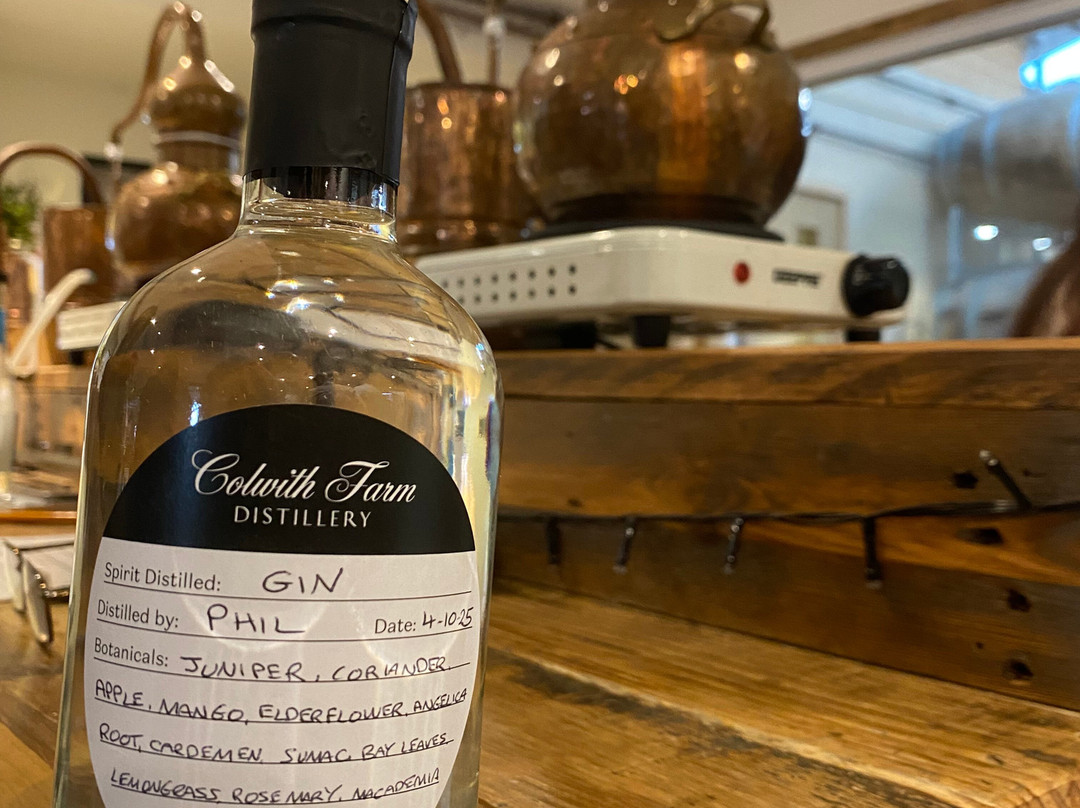 Colwith Farm
DISTILLERY
Spirit Distilled: GIN
Distilled by: PHIL Date: 4-10-25
Botanicals: JUNIPER, CORIANDER,
APPLE, MANGO, ELDERFLOWER, ANGELICA
ROOT, CARDEMEN, SUMAC, BAY LEAVES
LEMONGRASS, ROSEMARY, MACADEMIA